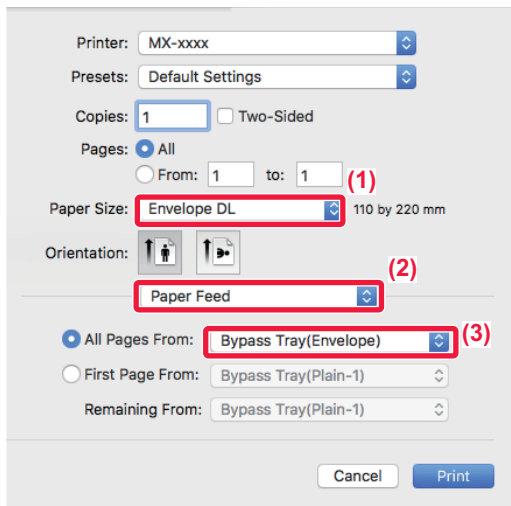 Printer: MX-xxxx
Presets: Default Settings
Copies: 1 Two-Sided
Pages: All
From: 1 to: 1
(1)
Paper Size: Envelope DL 110 by 220 mm
Orientation:
(2)
Paper Feed
All Pages From: Bypass Tray(Envelope) (3)
First Page From: Bypass Tray(Plain-1)
Remaining From: Bypass Tray(Plain-1)
Cancel Print